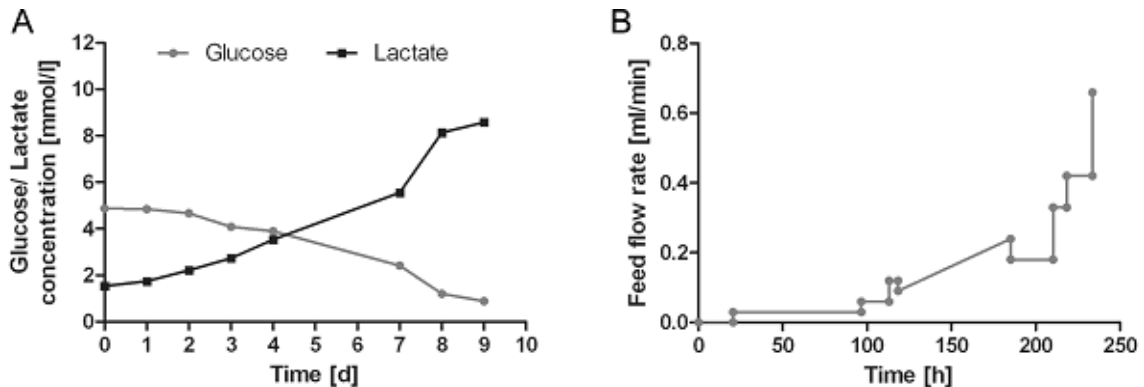 A
Glucose/ Lactate
concentration [mmol/l]
12
10
8
6
4
2
0
Glucose
Lactate
0 1 2 3 4 5 6 7 8 9 10
Time [d]
B
Feed flow rate [ml/min]
0.8
0.6
0.4
0.2
0.0
0 50 100 150 200 250
Time [h]